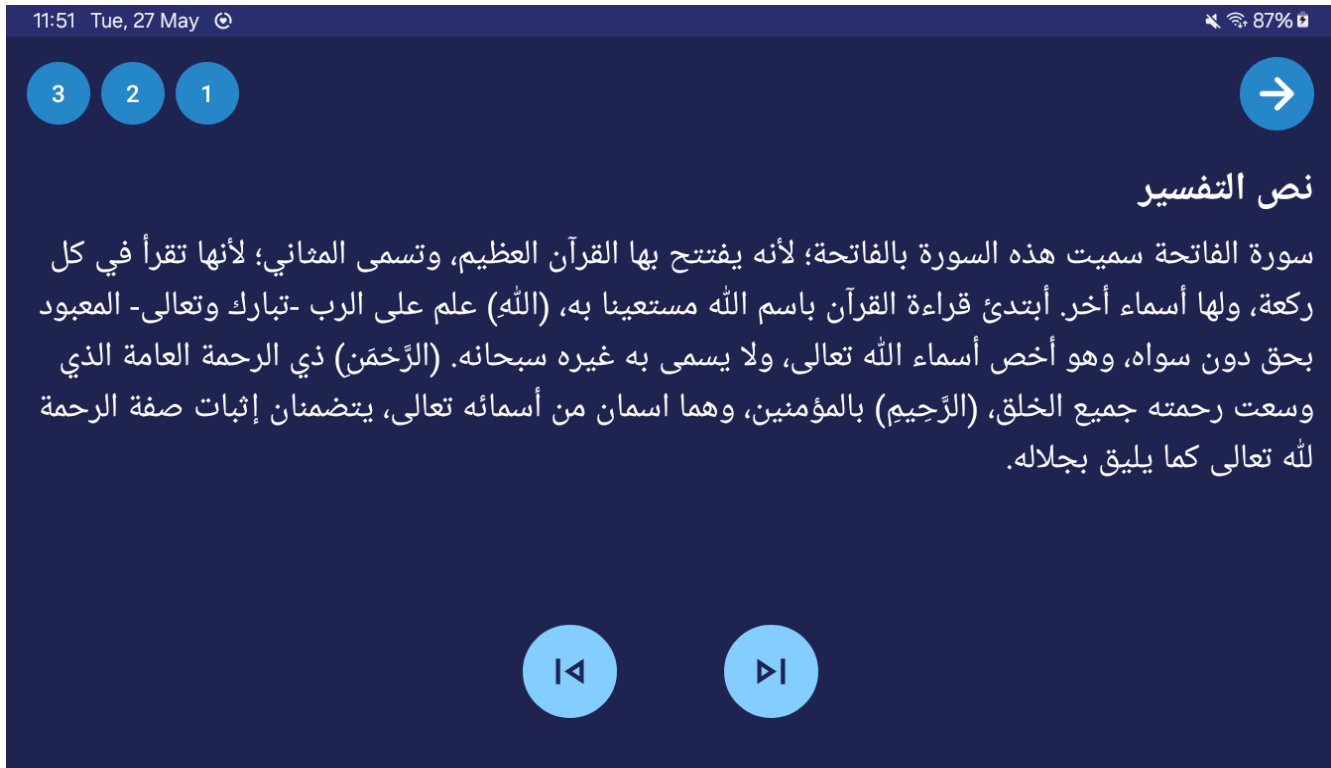 11:51 Tue, 27 May
87%
3 2 1
نص التفسير
سورة الفاتحة سميت هذه السورة بالفاتحة؛ لأنه يفتتح بها القرآن العظيم، وتسمى المثاني؛ لأنها تقرأ في كل
ركعة، ولها أسماء أخر. أبتدئ قراءة القرآن باسم الله مستعينا به، (اللهِ) علم على الرب -تبارك وتعالى- المعبود
بحق دون سواه، وهو أخص أسماء الله تعالى، ولا يسمى به غيره سبحانه. (الرَّحْمَن) ذي الرحمة العامة الذي
وسعت رحمته جميع الخلق، (الرَّحِيمِ) بالمؤمنين، وهما اسمان من أسمائه تعالى، يتضمنان إثبات صفة الرحمة
لله تعالى كما يليق بجلاله.